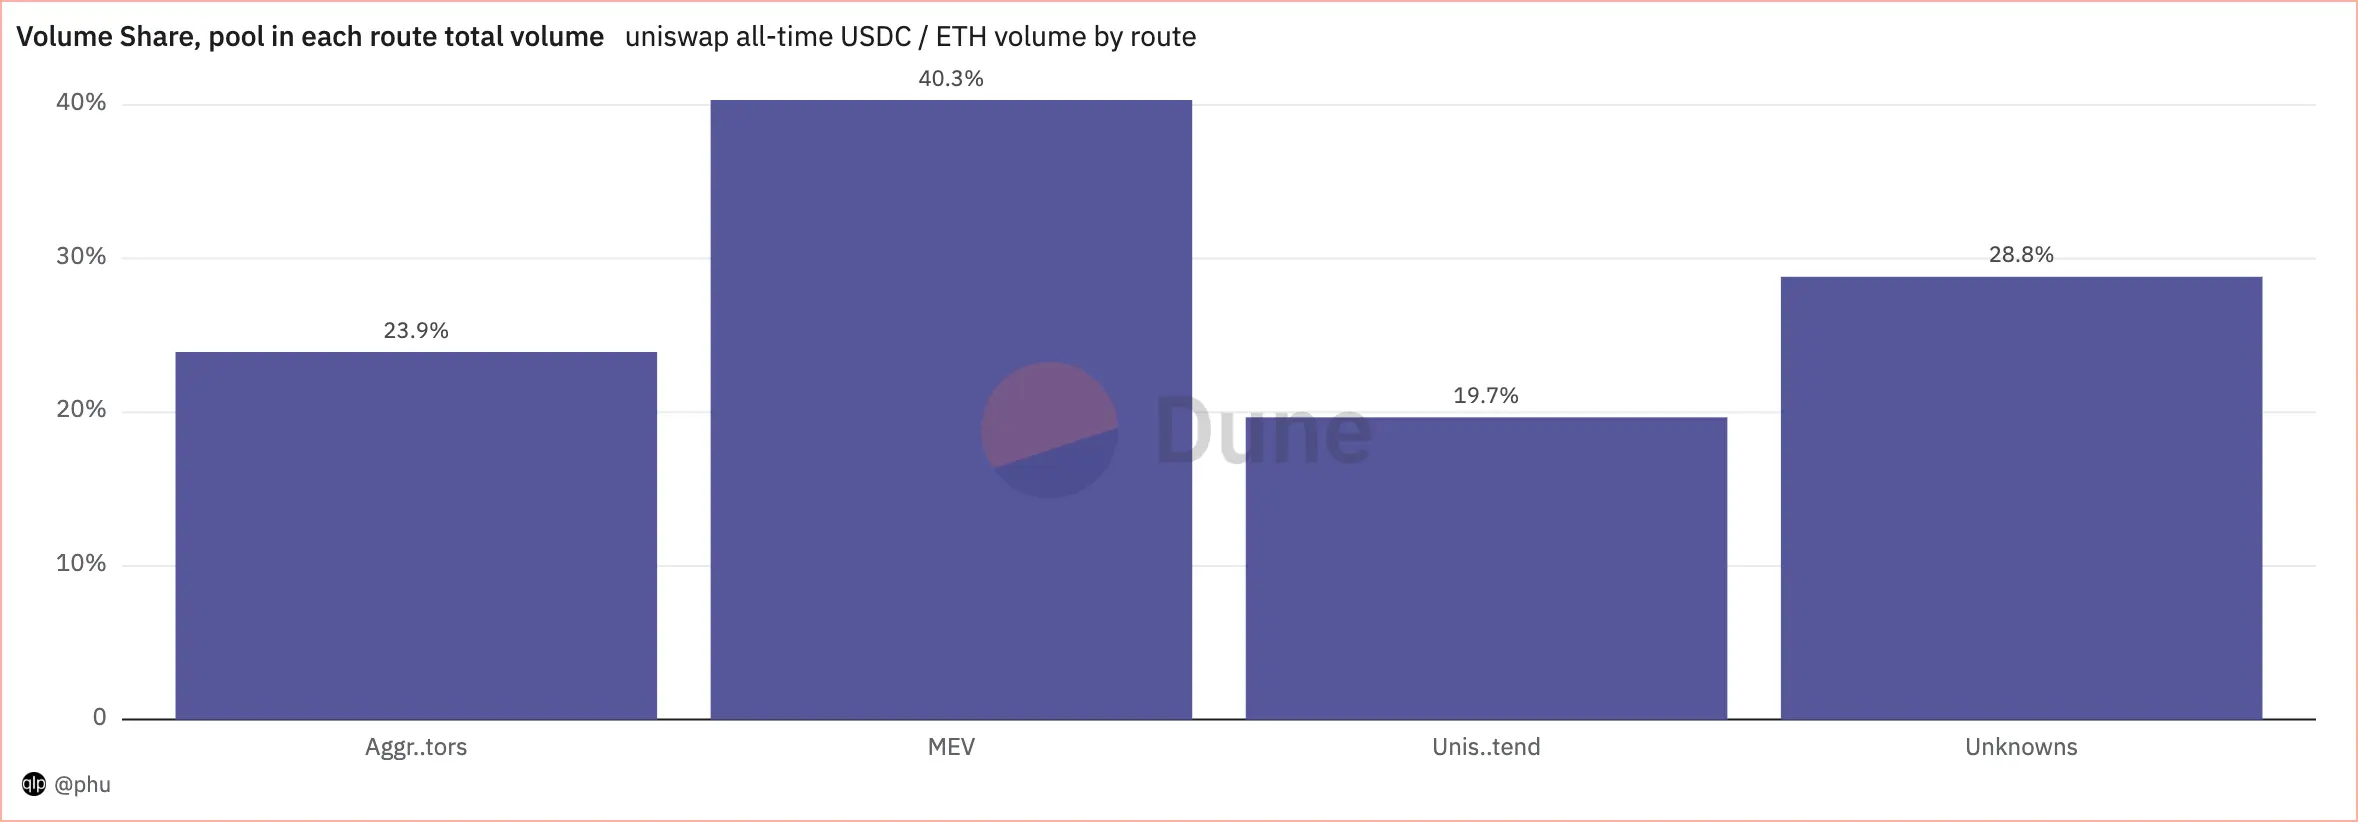 Volume Share, pool in each route total volume uniswap all-time USDC / ETH volume by route
40%
30%
20%
10%
0
23.9%
40.3%
19.7%
28.8%
Dune
Aggr..tors
MEV
Unis..tend
Unknowns
qlp @phu